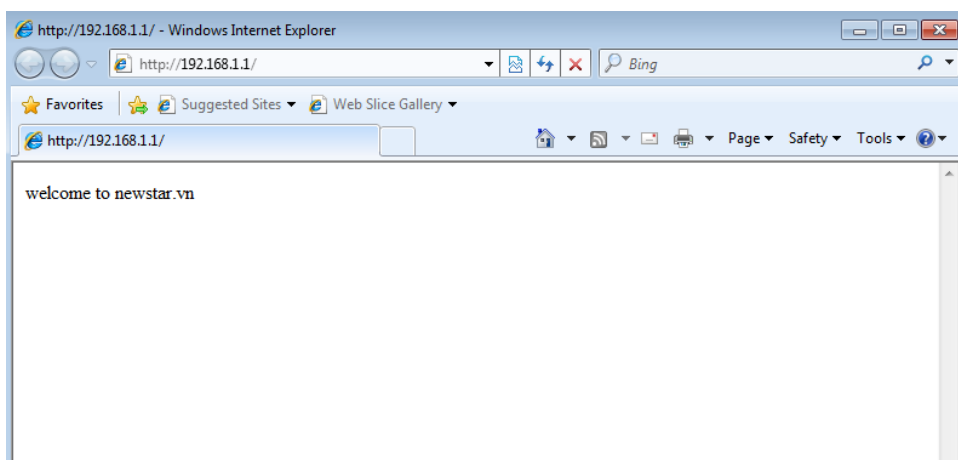 http://192.168.1.1/ - Windows Internet Explorer
http://192.168.1.1/
Bing
Favorites
Suggested Sites
Web Slice Gallery
http://192.168.1.1/
Page
Safety
Tools
welcome to newstar.vn